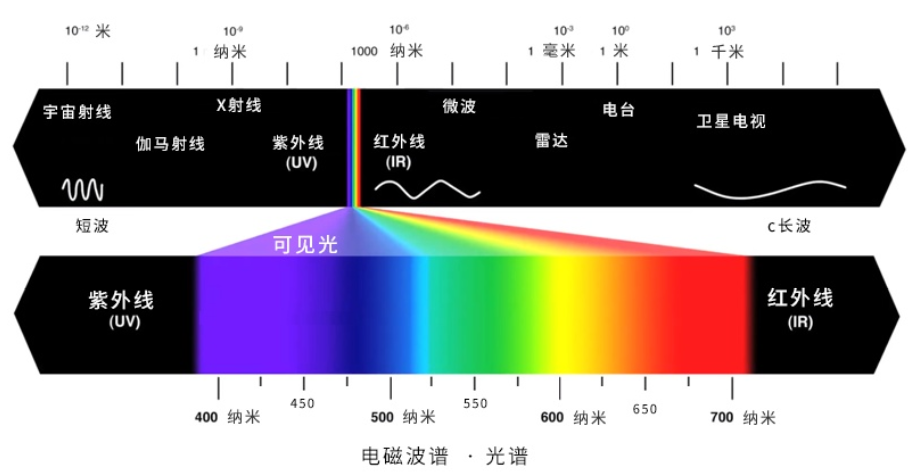 10⁻¹² 米
10⁻⁹
10⁻⁶
10⁻³
10⁰
10³
1 纳米
1000 纳米
1 毫米
1 米
1 千米
宇宙射线
X射线
微波
电台
卫星电视
伽马射线
紫外线
(UV)
红外线
(IR)
雷达
短波
c长波
可见光
紫外线
(UV)
红外线
(IR)
400 纳米
450
500 纳米
550
600 纳米
650
700 纳米
电磁波谱 · 光谱